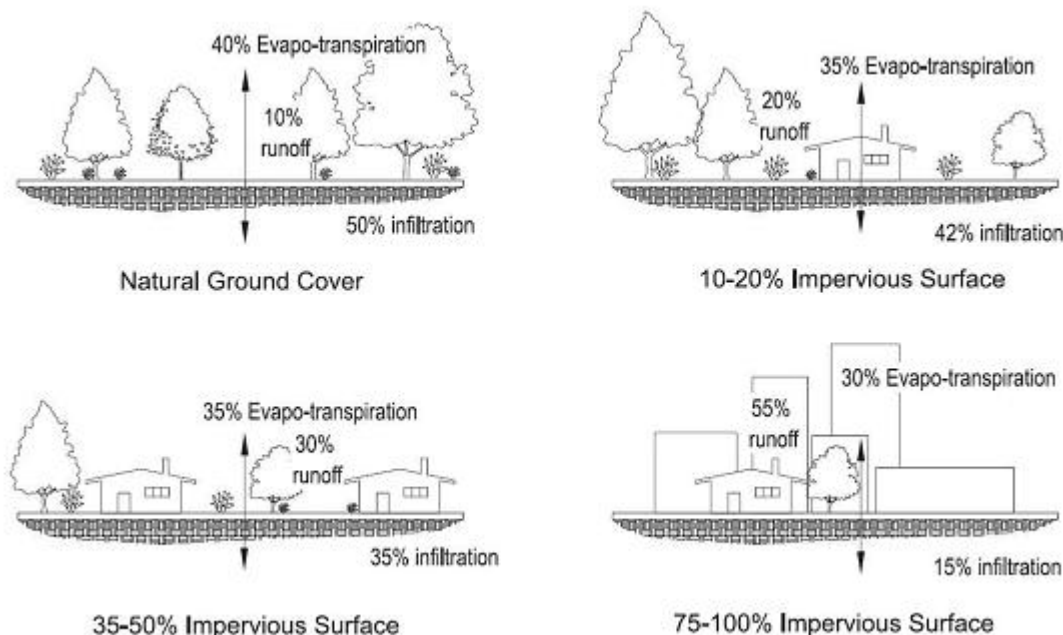 40% Evapo-transpiration
10%
runoff
50% infiltration
Natural Ground Cover
35% Evapo-transpiration
20%
runoff
42% infiltration
10-20% Impervious Surface
35% Evapo-transpiration
30%
runoff
35% infiltration
35-50% Impervious Surface
30% Evapo-transpiration
55%
runoff
15% infiltration
75-100% Impervious Surface